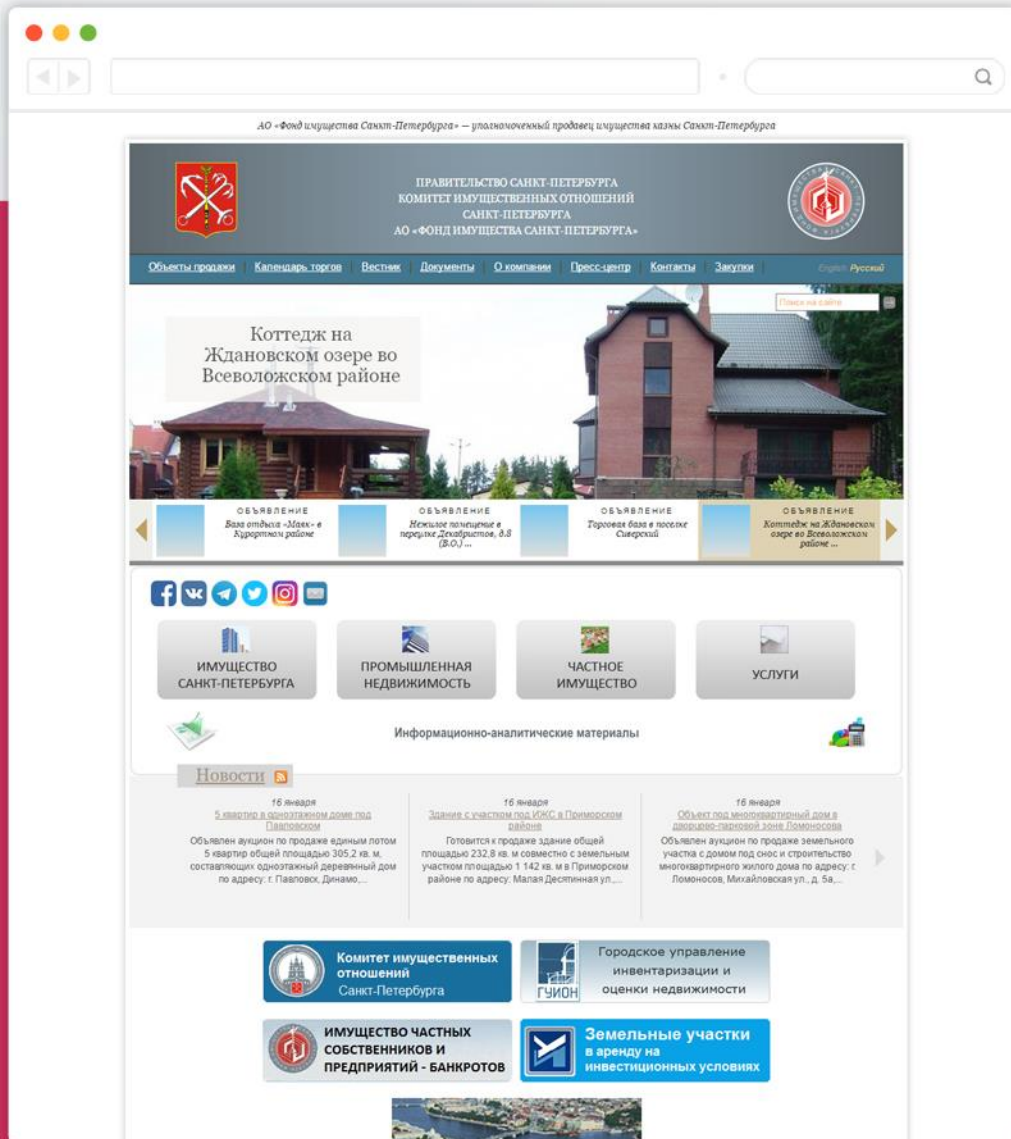 АО «Фонд имущества Санкт-Петербурга» — уполномоченный продавец имущества казны Санкт-Петербурга
ПРАВИТЕЛЬСТВО САНКТ-ПЕТЕРБУРГА
КОМИТЕТ ИМУЩЕСТВЕННЫХ ОТНОШЕНИЙ
САНКТ-ПЕТЕРБУРГА
АО «ФОНД ИМУЩЕСТВА САНКТ-ПЕТЕРБУРГА»
Объекты продажи Календарь торгов Вестник Документы О компании Пресс-центр Контакты Закупки English Русский
Поиск на сайте
Коттедж на
Ждановском озере во
Всеволожском районе
ОБЪЯВЛЕНИЕ
База отдыха «Маяк» в
Курортном районе
ОБЪЯВЛЕНИЕ
Нежилое помещение в
переулке Декабристов, д.8
(В.О.) ...
ОБЪЯВЛЕНИЕ
Торговая база в поселке
Сиверский
ОБЪЯВЛЕНИЕ
Коттедж на Ждановском
озере во Всеволожском
районе ...
ИМУЩЕСТВО
САНКТ-ПЕТЕРБУРГА
ПРОМЫШЛЕННАЯ
НЕДВИЖИМОСТЬ
ЧАСТНОЕ
ИМУЩЕСТВО
УСЛУГИ
Информационно-аналитические материалы
Новости
16 января
5 квартир в одноэтажном доме под
Павловском
Объявлен аукцион по продаже единым лотом
5 квартир общей площадью 305,2 кв. м,
составляющих одноэтажный деревянный дом
по адресу: г. Павловск, Динамо,...
16 января
Здание с участком под ИЖС в Приморском
районе
Готовится к продаже здание общей
площадью 232,8 кв. м совместно с земельным
участком площадью 1 142 кв. м в Приморском
районе по адресу: Малая Десятинная ул.,...
16 января
Объект под многоквартирный дом в
дворцово-парковой зоне Ломоносова
Объявлен аукцион по продаже земельного
участка с домом под снос и строительство
многоквартирного жилого дома по адресу: г.
Ломоносов, Михайловская ул., д. 5а,...
Комитет имущественных
отношений
Санкт-Петербурга
ГУИОН
Городское управление
инвентаризации и
оценки недвижимости
ИМУЩЕСТВО ЧАСТНЫХ
СОБСТВЕННИКОВ И
ПРЕДПРИЯТИЙ - БАНКРОТОВ
Земельные участки
в аренду на
инвестиционных условиях